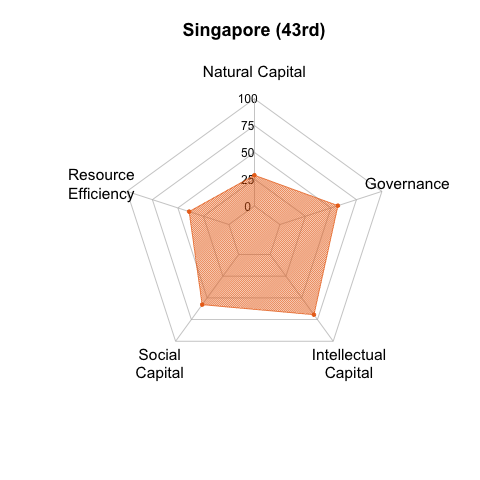 Singapore (43rd)
Natural Capital
100
75
50
25
0
Resource
Efficiency
Governance
Social
Capital
Intellectual
Capital